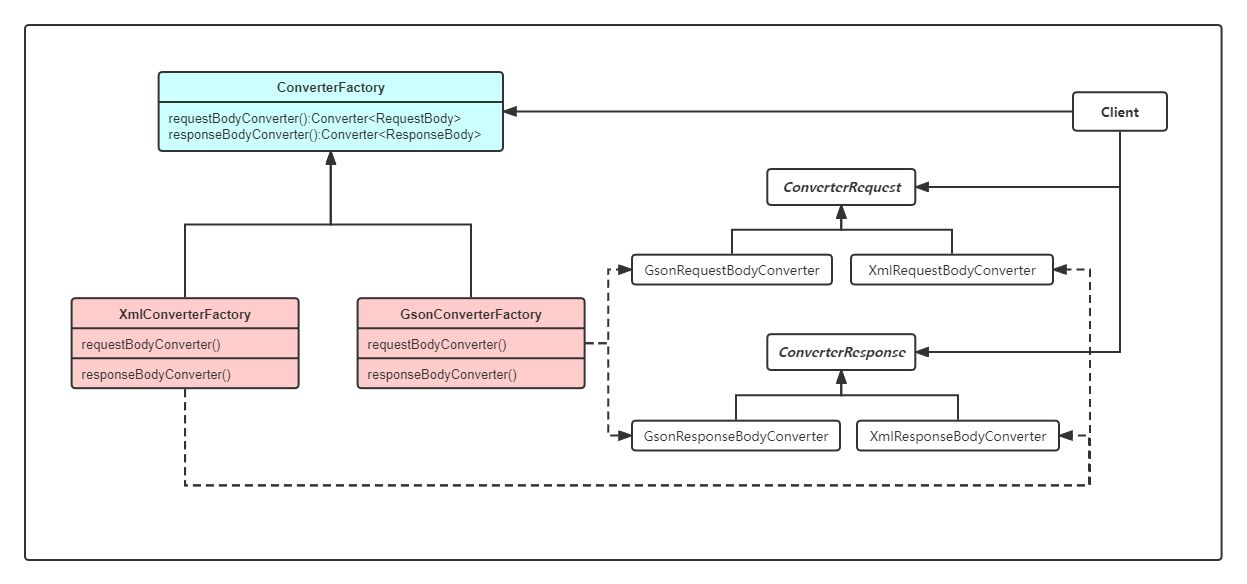 ConverterFactory
requestBodyConverter():Converter<RequestBody>
responseBodyConverter():Converter<ResponseBody>
Client
ConverterRequest
GsonRequestBodyConverter
XmlRequestBodyConverter
XmlConverterFactory
requestBodyConverter()
responseBodyConverter()
GsonConverterFactory
requestBodyConverter()
responseBodyConverter()
ConverterResponse
GsonResponseBodyConverter
XmlResponseBodyConverter